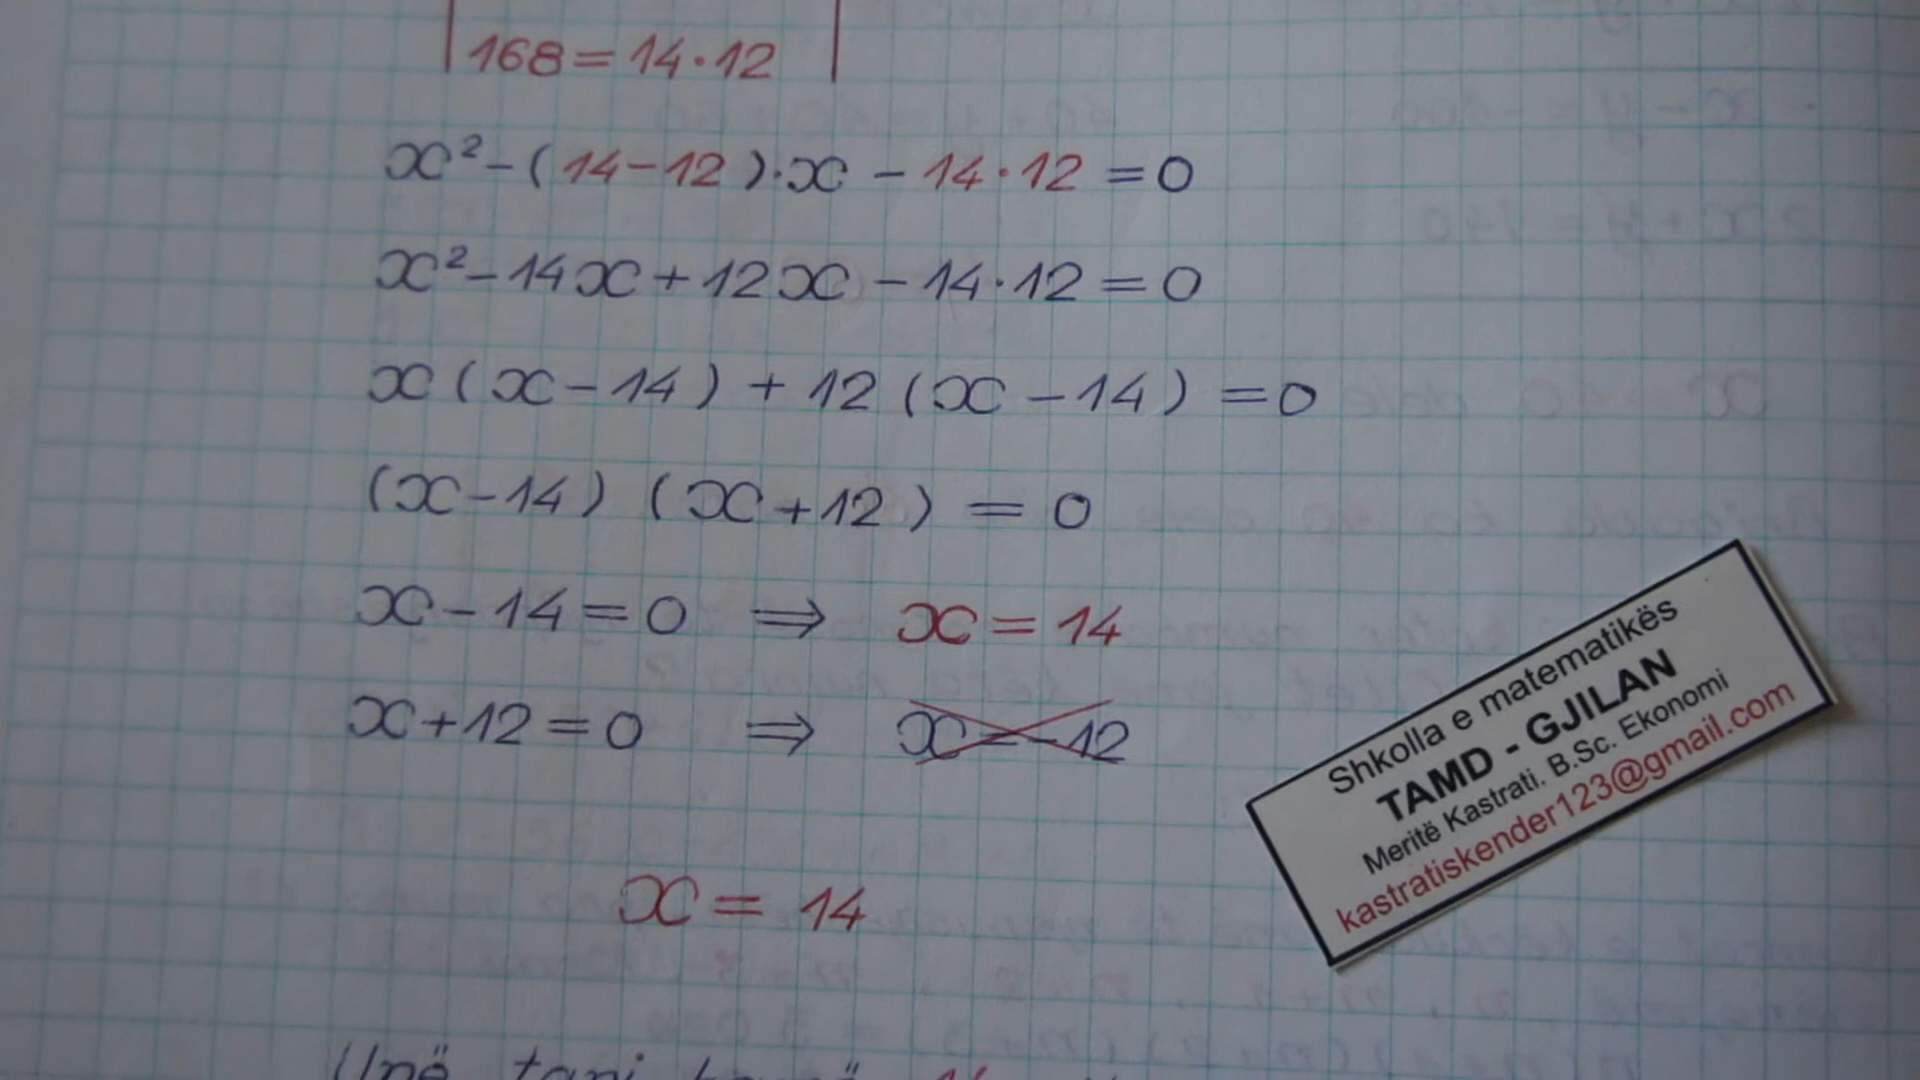 168 = 14 · 12
x² - (14 - 12) · x - 14 · 12 = 0
x² - 14x + 12x - 14 · 12 = 0
x (x - 14) + 12 (x - 14) = 0
(x - 14) (x + 12) = 0
x - 14 = 0 ⇒ x = 14
x + 12 = 0 ⇒ x = -12
x = 14
Unë tani
Shkolla e matematikës
TAMD - GJILAN
Meritë Kastrati. B.Sc. Ekonomi
kastratiskender123@gmail.com